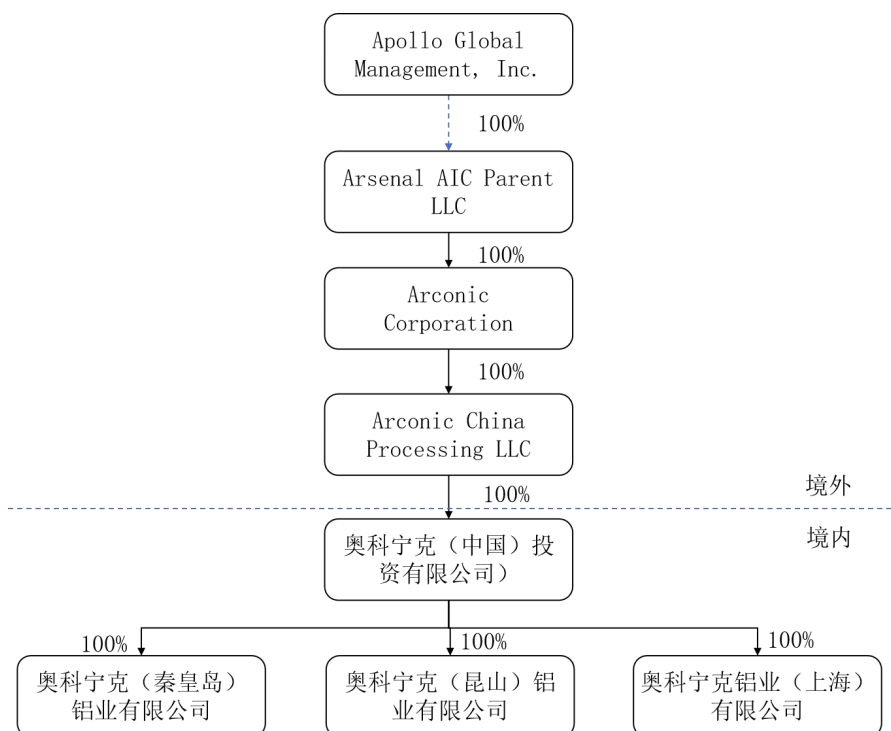 Apollo Global
Management, Inc.
100%
Arsenal AIC Parent
LLC
100%
Arconic
Corporation
100%
Arconic China
Processing LLC
100%
境外
境内
奥科宁克（中国）投
资有限公司）
100%
100%
100%
奥科宁克（秦皇岛）
铝业有限公司
奥科宁克（昆山）铝
业有限公司
奥科宁克铝业（上海）
有限公司